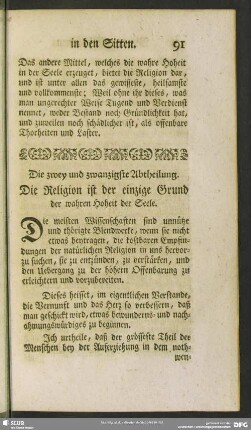 in den Sitten. 91
Das andere Mittel, welches die wahre Hoheit
in der Seele erzeuget, bietet die Religion dar,
und ist unter allen das gewisseste, heilsamste
und vollkommenste; Weil ohne ihr dieses, was
man ungerechter Weise Tugend und Verdienst
nennet, weder Bestand noch Gründlichkeit hat,
und zuweilen noch schädlicher ist, als offenbare
Thorheiten und Laster.
Die zwey und zwanzigste Abtheilung.
Die Religion ist der einzige Grund
der wahren Hoheit der Seele.
Die meisten Wissenschaften sind unnütze
und thörigte Blendwerke, wenn sie nicht
etwas beytragen, die kostbaren Empfin-
dungen der natürlichen Religion in uns hervor-
zu suchen, sie zu entzünden, zu verstärken, und
den Uebergang zu der höhern Offenbarung zu
erleichtern und vorzubereiten.
Dieses heisset, im eigentlichen Verstande,
die Vernunft und das Herz so verbessern, daß
man geschickt wird, etwas bewunderns- und nach-
ahmungswürdiges zu beginnen.
Ich urtheile, daß der grösseste Theil der
Menschen bey der Auferziehung in dem noth-
wen-
SLUB